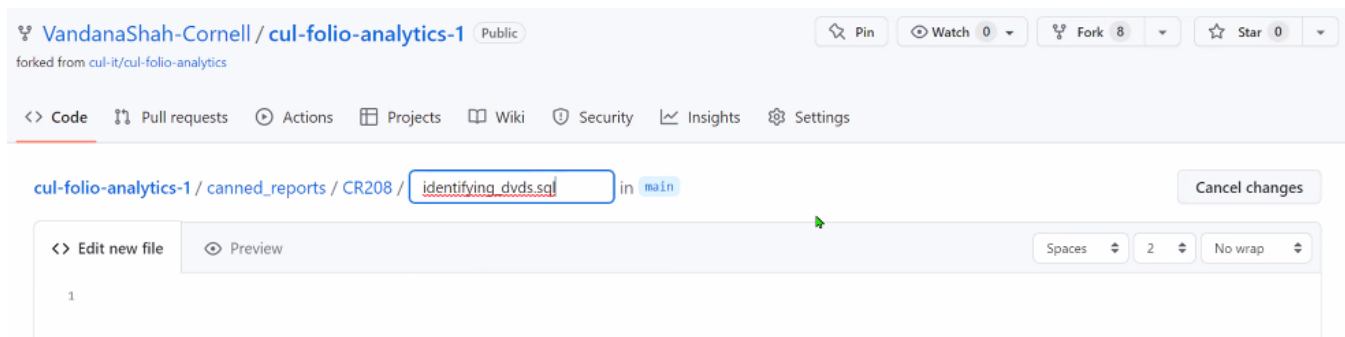 VandanaShah-Cornell / cul-folio-analytics-1 Public Pin Watch 0 Fork 8 Star 0
forked from cul-it/cul-folio-analytics
<> Code Pull requests Actions Projects Wiki Security Insights Settings
cul-folio-analytics-1 / canned_reports / CR208 / identifying_dvds.sql in main Cancel changes
<> Edit new file Preview Spaces 2 No wrap
1